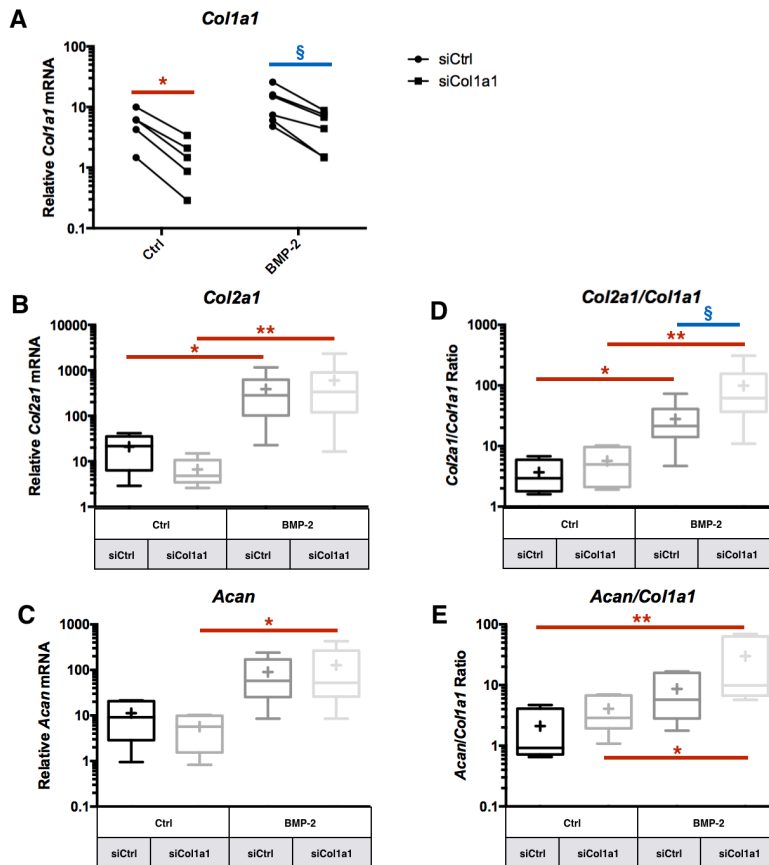 A
Col1a1
Relative Col1a1 mRNA
1000
100
10
1
0.1
*
§
Ctrl
BMP-2
siCtrl
siCol1a1
B
Col2a1
Relative Col2a1 mRNA
10000
1000
100
10
1
*
**
Ctrl
BMP-2
siCtrl
siCol1a1
siCtrl
siCol1a1
D
Col2a1/Col1a1
Col2a1/Col1a1 Ratio
1000
100
10
1
*
**
§
Ctrl
BMP-2
siCtrl
siCol1a1
siCtrl
siCol1a1
C
Acan
Relative Acan mRNA
1000
100
10
1
0.1
*
Ctrl
BMP-2
siCtrl
siCol1a1
siCtrl
siCol1a1
E
Acan/Col1a1
Acan/Col1a1 Ratio
100
10
1
0.1
**
*
Ctrl
BMP-2
siCtrl
siCol1a1
siCtrl
siCol1a1